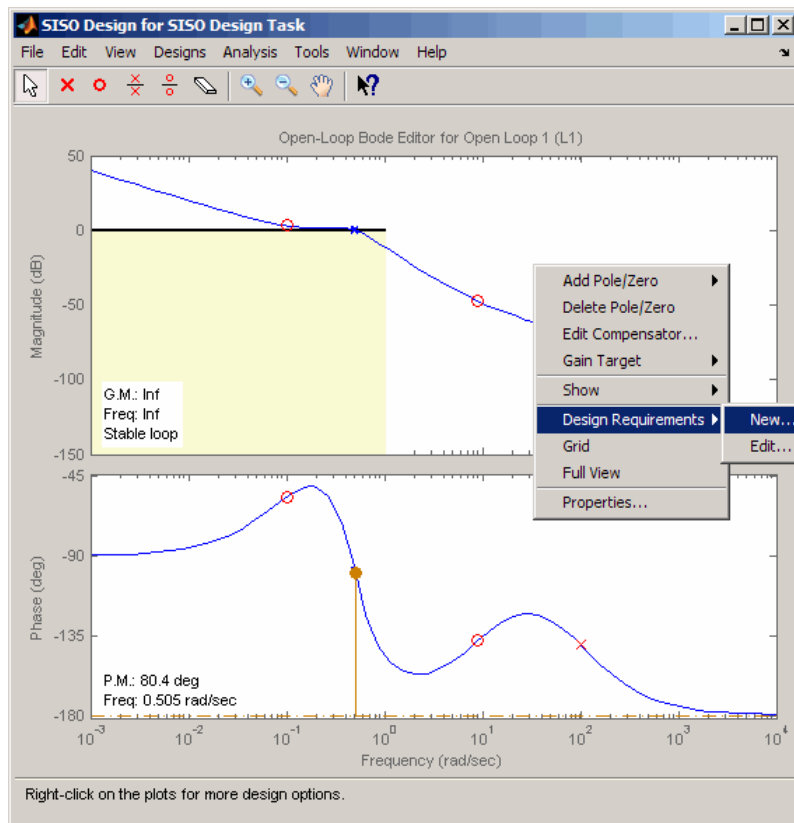 SISO Design for SISO Design Task
File Edit View Designs Analysis Tools Window Help
Open-Loop Bode Editor for Open Loop 1 (L1)
50
0
-50
-100
-150
Magnitude (dB)
G.M.: Inf
Freq: Inf
Stable loop
Add Pole/Zero
Delete Pole/Zero
Edit Compensator...
Gain Target
Show
Design Requirements
Grid
Full View
Properties...
New...
Edit...
-45
-90
-135
-180
Phase (deg)
P.M.: 80.4 deg
Freq: 0.505 rad/sec
10^-3 10^-2 10^-1 10^0 10^1 10^2 10^3 10^4
Frequency (rad/sec)
Right-click on the plots for more design options.